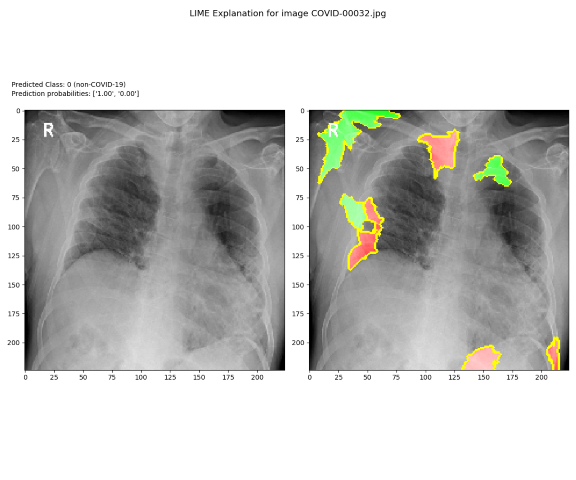 LIME Explanation for image COVID-00032.jpg
Predicted Class: 0 (non-COVID-19)
Prediction probabilities: ['1.00', '0.00']
R
R
0
25
50
75
100
125
150
175
200
0 25 50 75 100 125 150 175 200
0
25
50
75
100
125
150
175
200
0 25 50 75 100 125 150 175 200